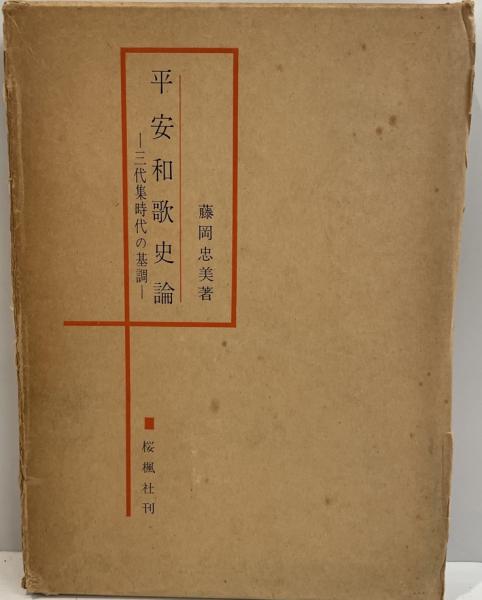 平安和歌史論
―三代集時代の基調―
藤岡忠美著
桜楓社刊